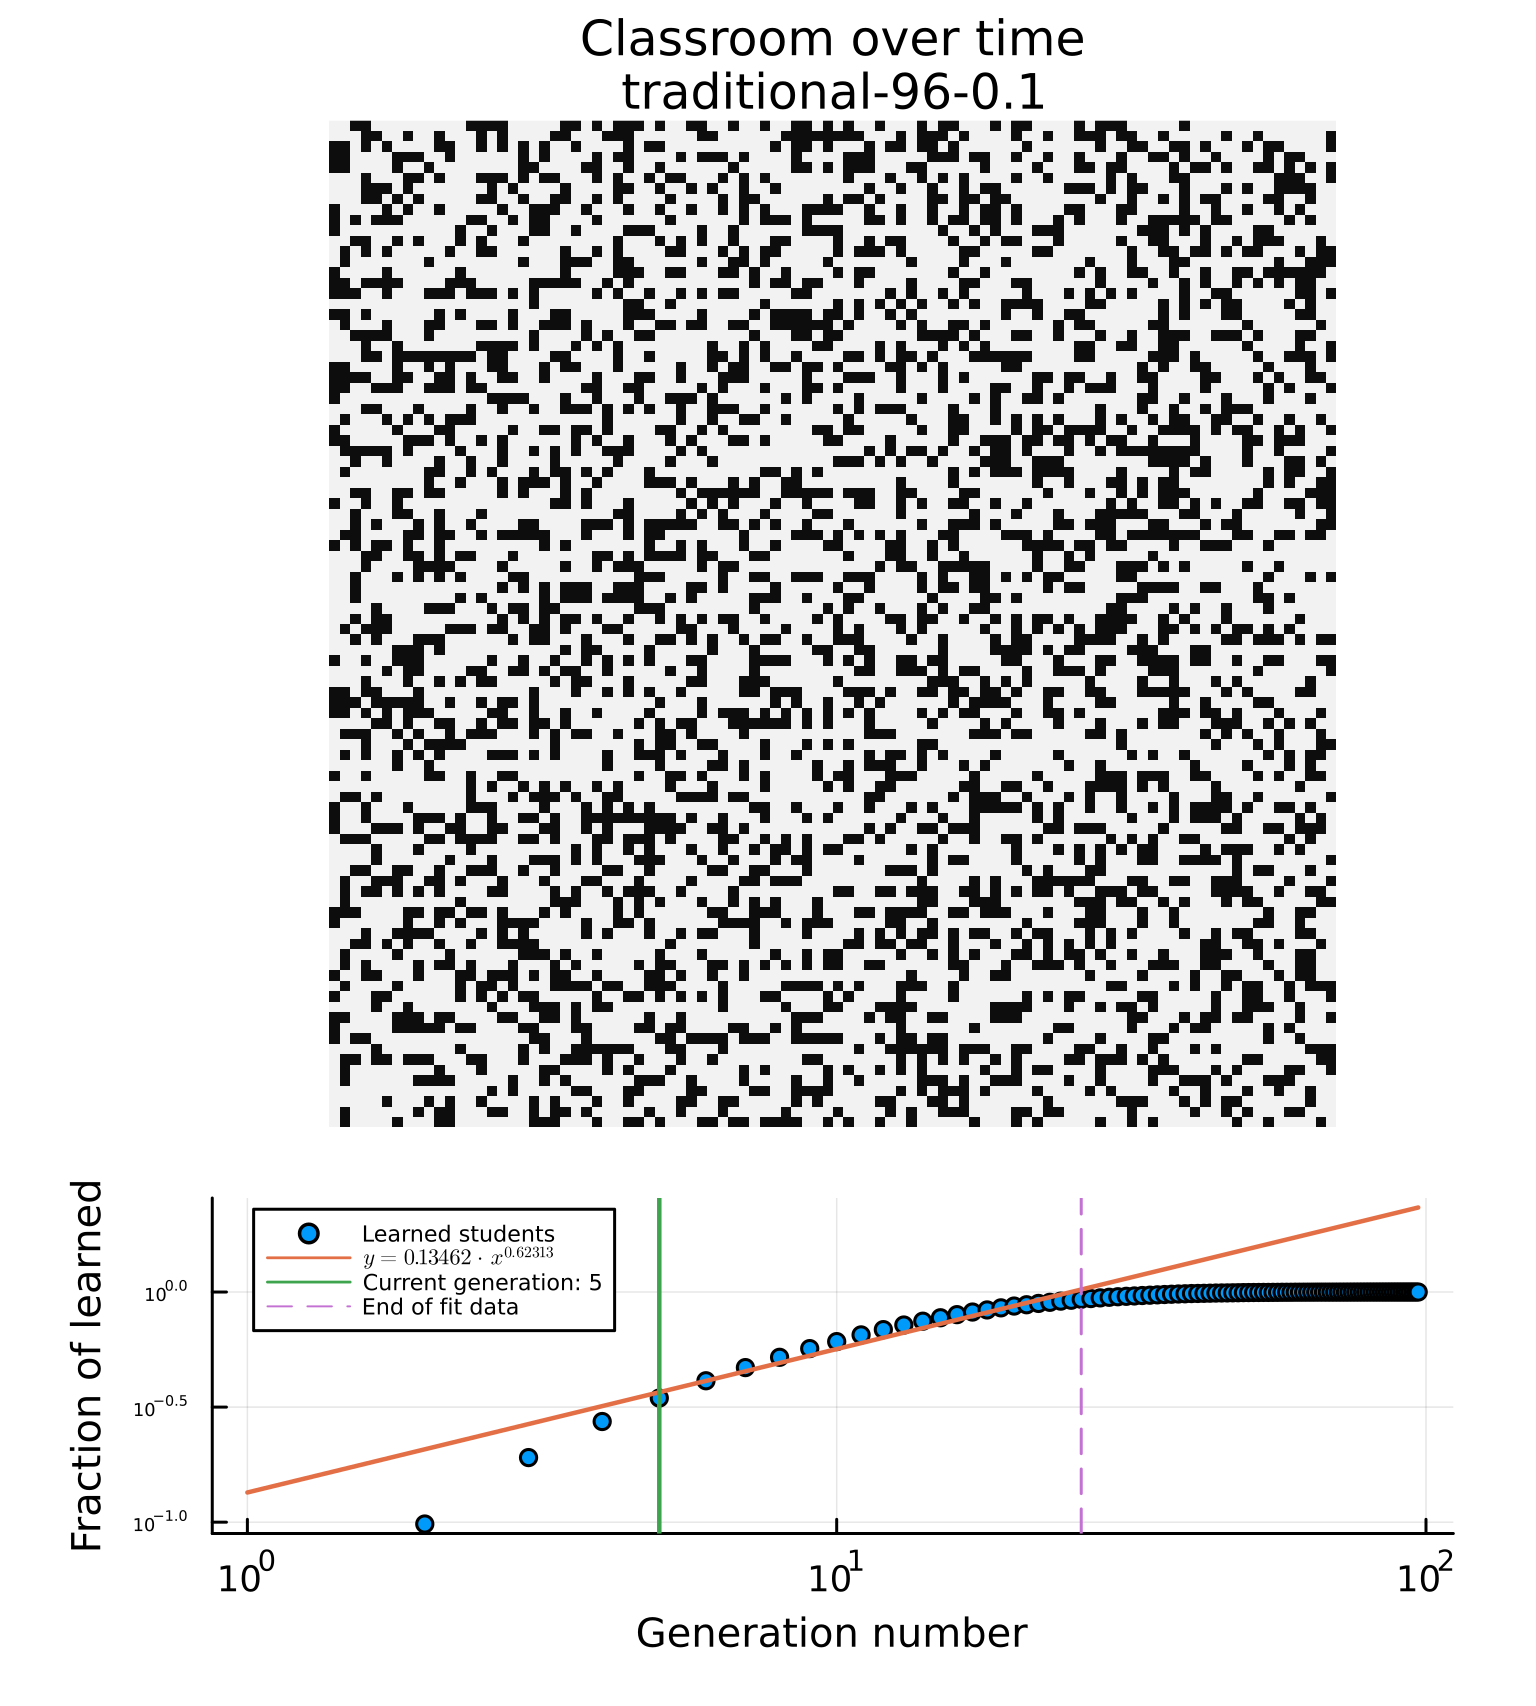 Classroom over time
traditional-96-0.1
Fraction of learned
Learned students
y = 0.13462 · x^0.62313
Current generation: 5
End of fit data
10^0.0
10^−0.5
10^−1.0
10^0 10^1 10^2
Generation number